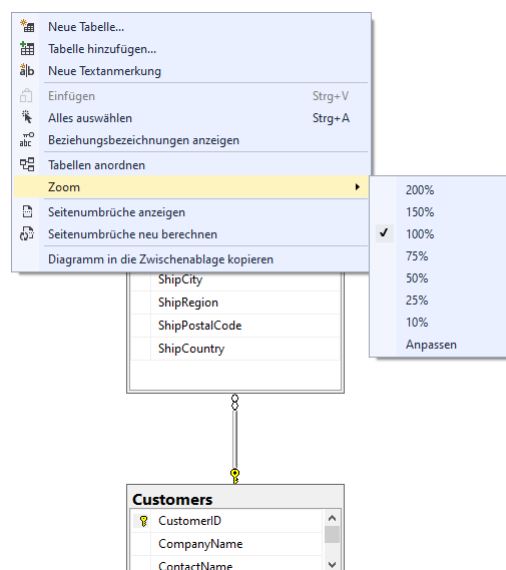 Neue Tabelle...
Tabelle hinzufügen...
Neue Textanmerkung
Einfügen Strg+V
Alles auswählen Strg+A
Beziehungsbezeichnungen anzeigen
Tabellen anordnen
Zoom
Seitenumbrüche anzeigen
Seitenumbrüche neu berechnen
Diagramm in die Zwischenablage kopieren
200%
150%
100%
75%
50%
25%
10%
Anpassen
ShipCity
ShipRegion
ShipPostalCode
ShipCountry
Customers
CustomerID
CompanyName
ContactName